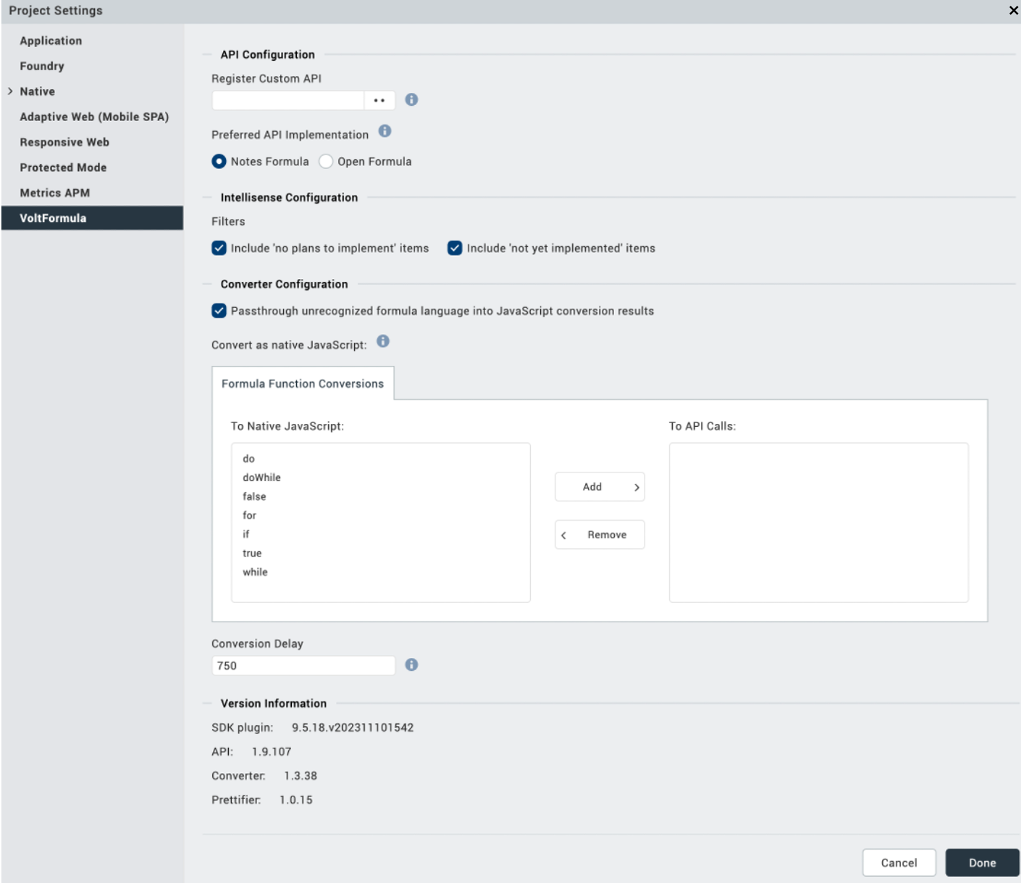 Project Settings
Application
Foundry
Native
Adaptive Web (Mobile SPA)
Responsive Web
Protected Mode
Metrics APM
VoltFormula
API Configuration
Register Custom API
Preferred API Implementation
Notes Formula Open Formula
Intellisense Configuration
Filters
Include 'no plans to implement' items Include 'not yet implemented' items
Converter Configuration
Passthrough unrecognized formula language into JavaScript conversion results
Convert as native JavaScript:
Formula Function Conversions
To Native JavaScript: To API Calls:
do
doWhile
false
for
if
true
while
Add
Remove
Conversion Delay
750
Version Information
SDK plugin: 9.5.18.v202311101542
API: 1.9.107
Converter: 1.3.38
Prettifier: 1.0.15
Cancel Done